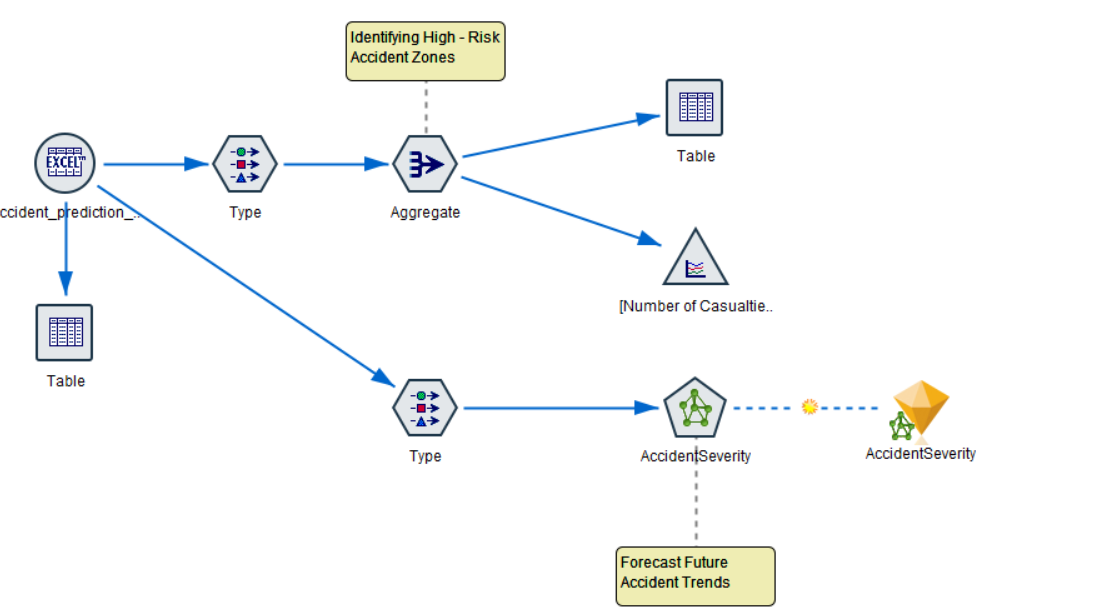 Identifying High - Risk
Accident Zones
Table
EXCEL™
ccident_prediction_..
Type
Aggregate
[Number of Casualtie..
Table
Type
AccidentSeverity
AccidentSeverity
Forecast Future
Accident Trends